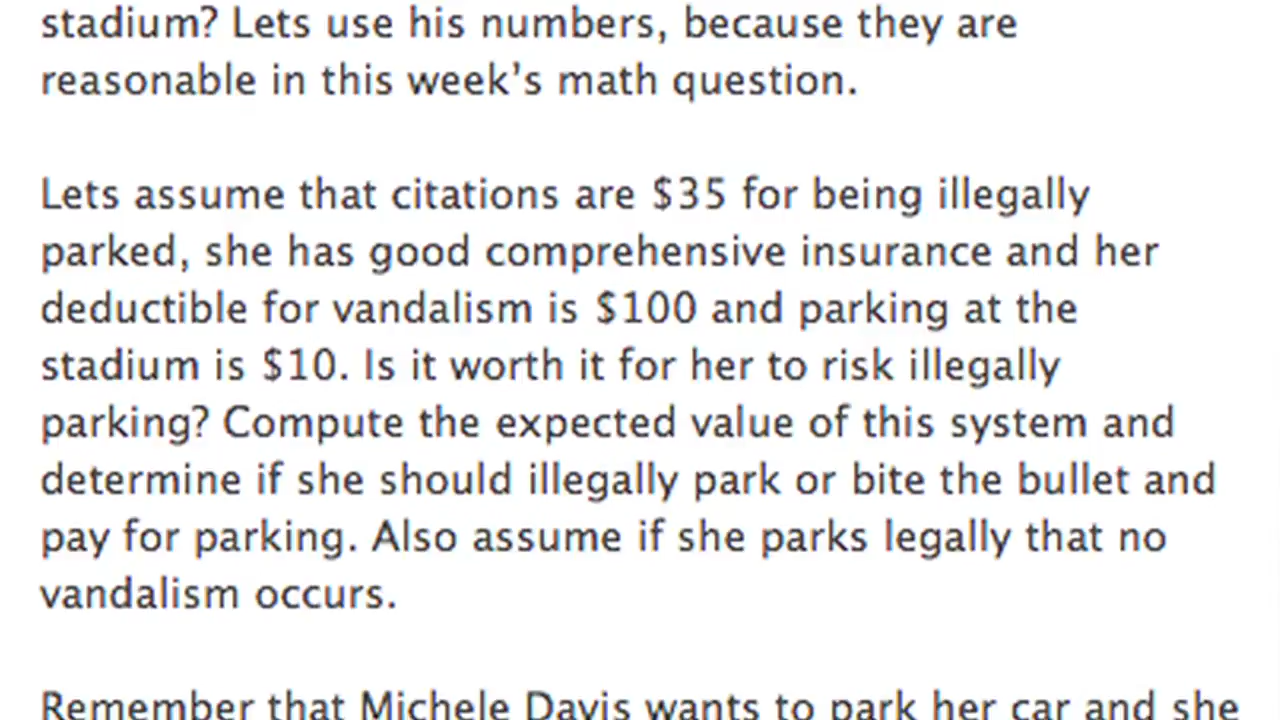 stadium? Lets use his numbers, because they are
reasonable in this week's math question.
Lets assume that citations are $35 for being illegally
parked, she has good comprehensive insurance and her
deductible for vandalism is $100 and parking at the
stadium is $10. Is it worth it for her to risk illegally
parking? Compute the expected value of this system and
determine if she should illegally park or bite the bullet and
pay for parking. Also assume if she parks legally that no
vandalism occurs.
Remember that Michele Davis wants to park her car and she